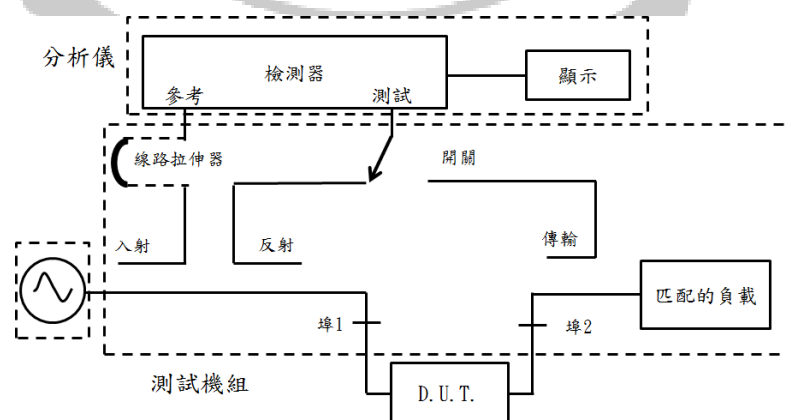 分析儀
檢測器
顯示
參考
測試
線路拉伸器
開關
入射
反射
傳輸
匹配的負載
埠1
埠2
測試機組
D.U.T.